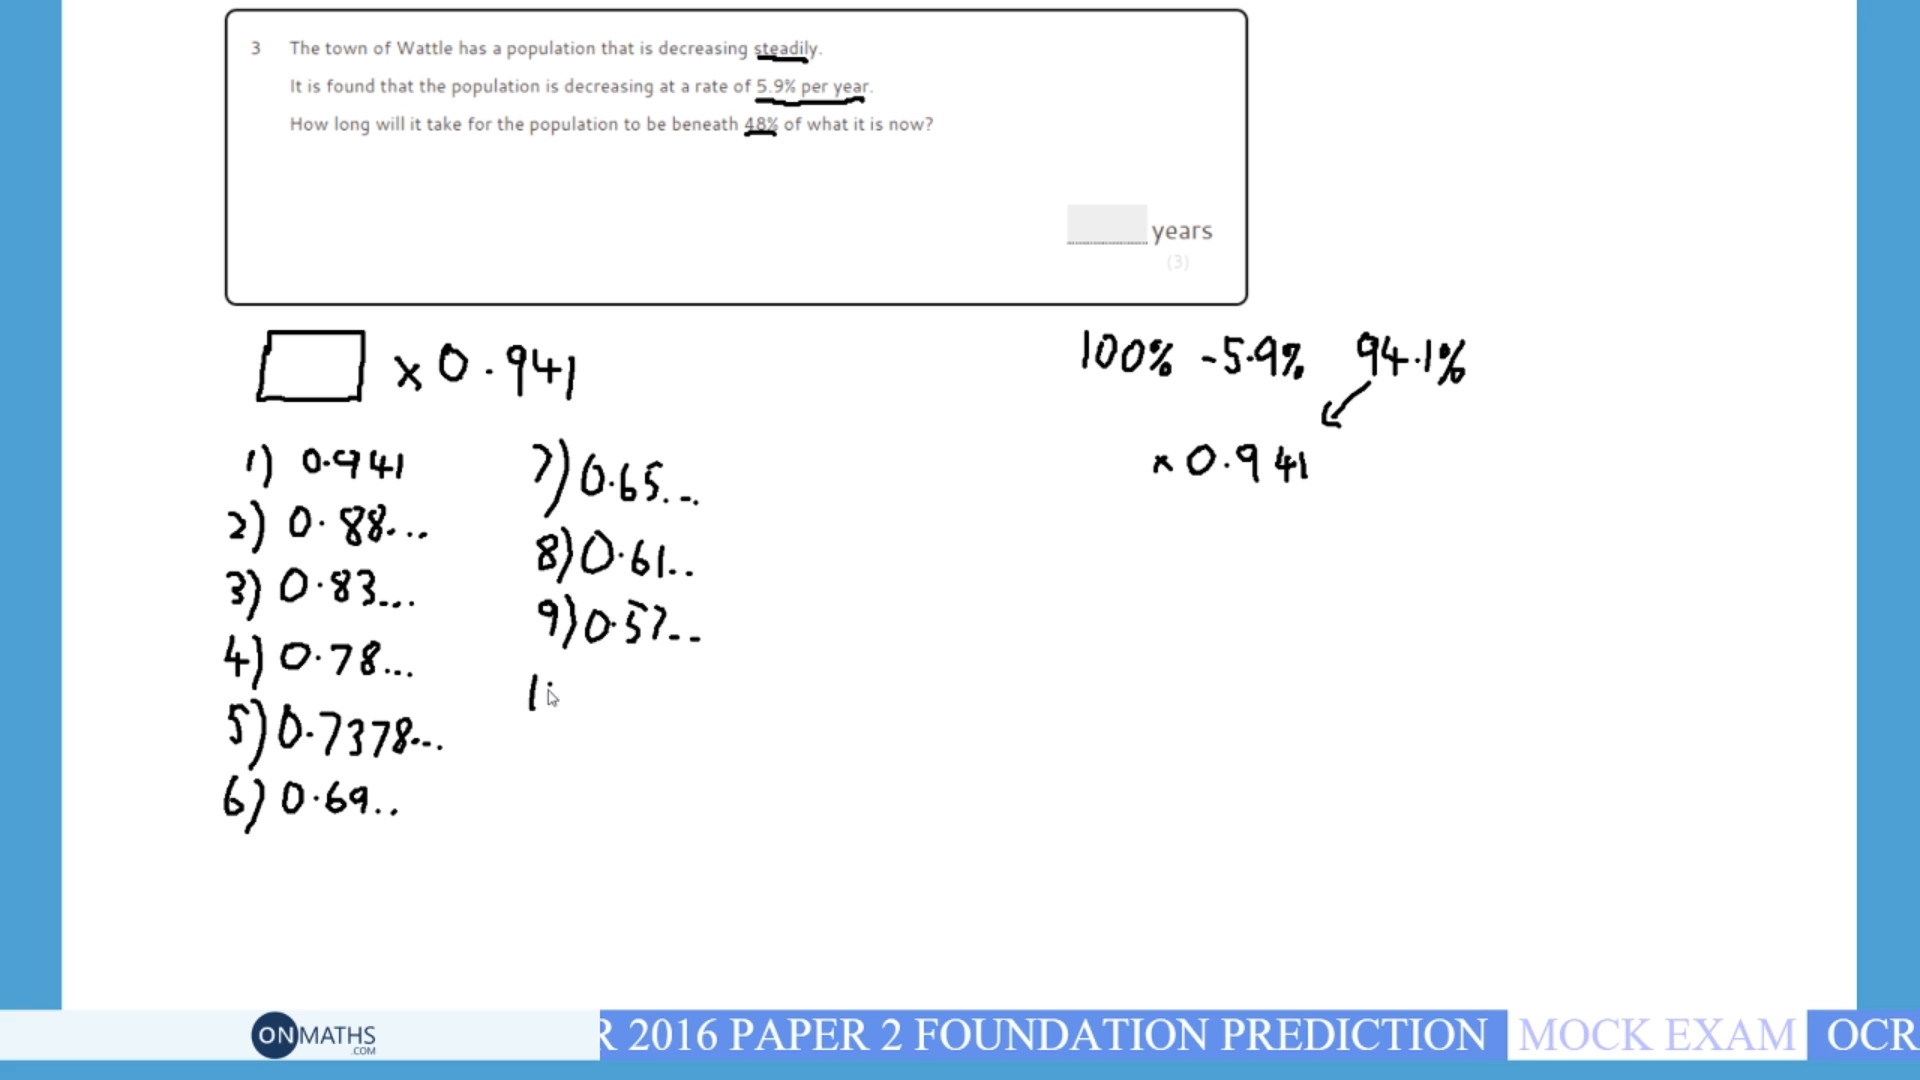 3 The town of Wattle has a population that is decreasing steadily.
It is found that the population is decreasing at a rate of 5.9% per year.
How long will it take for the population to be beneath 48% of what it is now?
years
(3)
× 0.941
100% -5.9% 94.1%
× 0.941
1) 0.941
2) 0.88...
3) 0.83...
4) 0.78...
5) 0.7378...
6) 0.69..
7) 0.65...
8) 0.61..
9) 0.57..
1
ONMATHS
.COM
R 2016 PAPER 2 FOUNDATION PREDICTION MOCK EXAM OCR